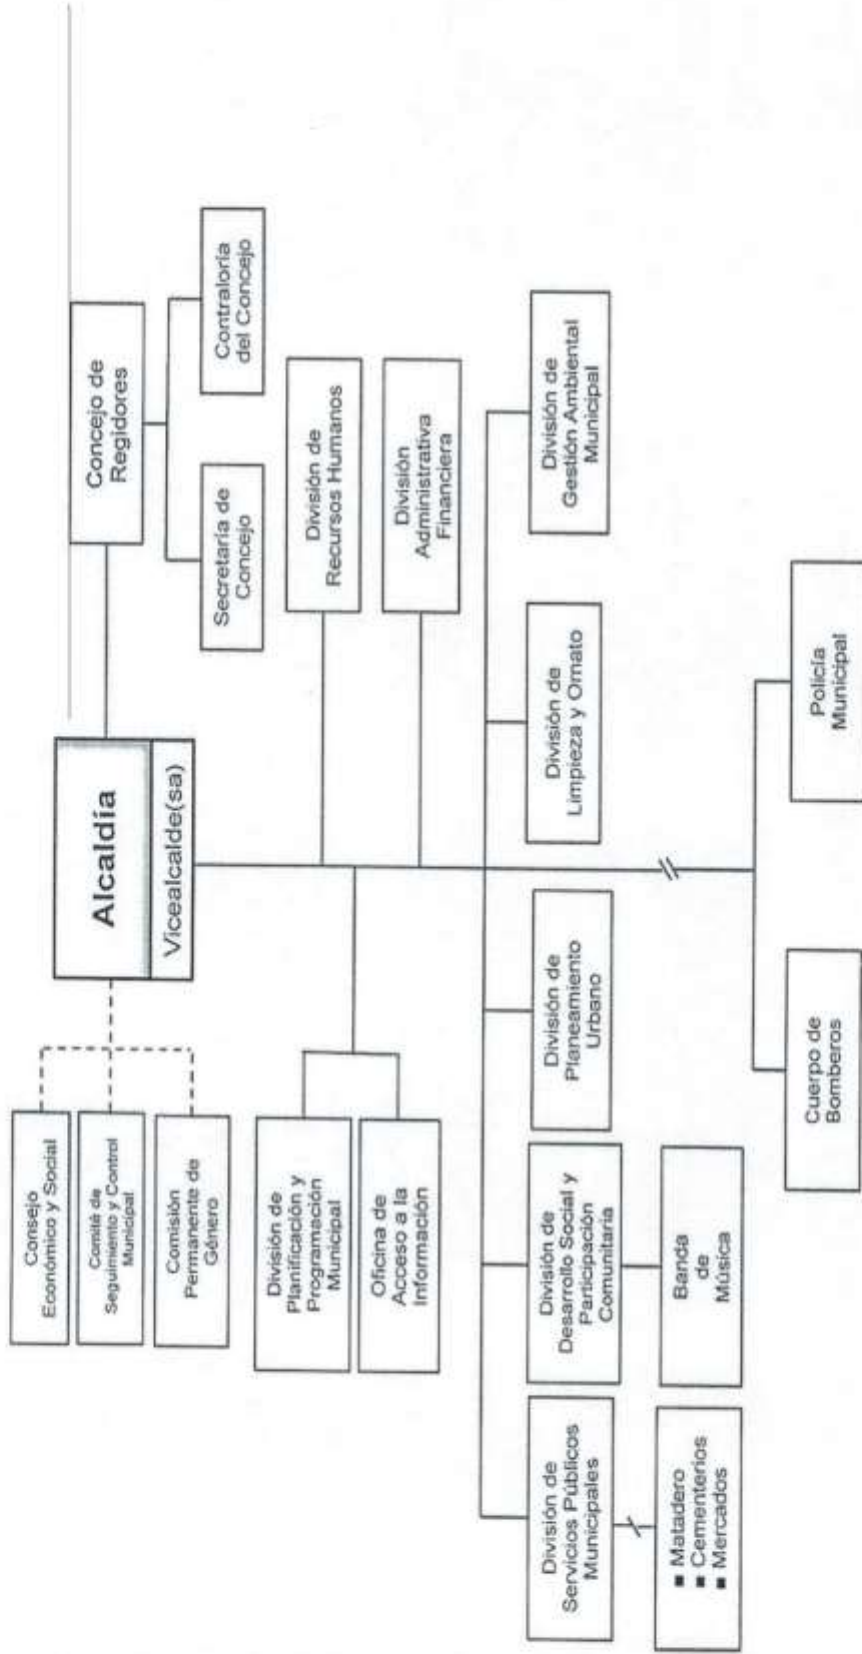 Consejo
Económico y Social
Comité de
Seguimiento y Control
Municipal
Comisión
Permanente de
Género
Alcaldía
Vicealcalde(sa)
Concejo de
Regidores
Secretaría de
Concejo
Contraloría
del Concejo
División de
Planificación y
Programación
Municipal
Oficina de
Acceso a la
Información
División de
Recursos Humanos
División
Administrativa
Financiera
División de
Servicios Públicos
Municipales
División de
Desarrollo Social y
Participación
Comunitaria
División de
Planeamiento
Urbano
División de
Limpieza y Ornato
División de
Gestión Ambiental
Municipal
■ Matadero
■ Cementerios
■ Mercados
Banda
de
Música
Cuerpo de
Bomberos
Policía
Municipal